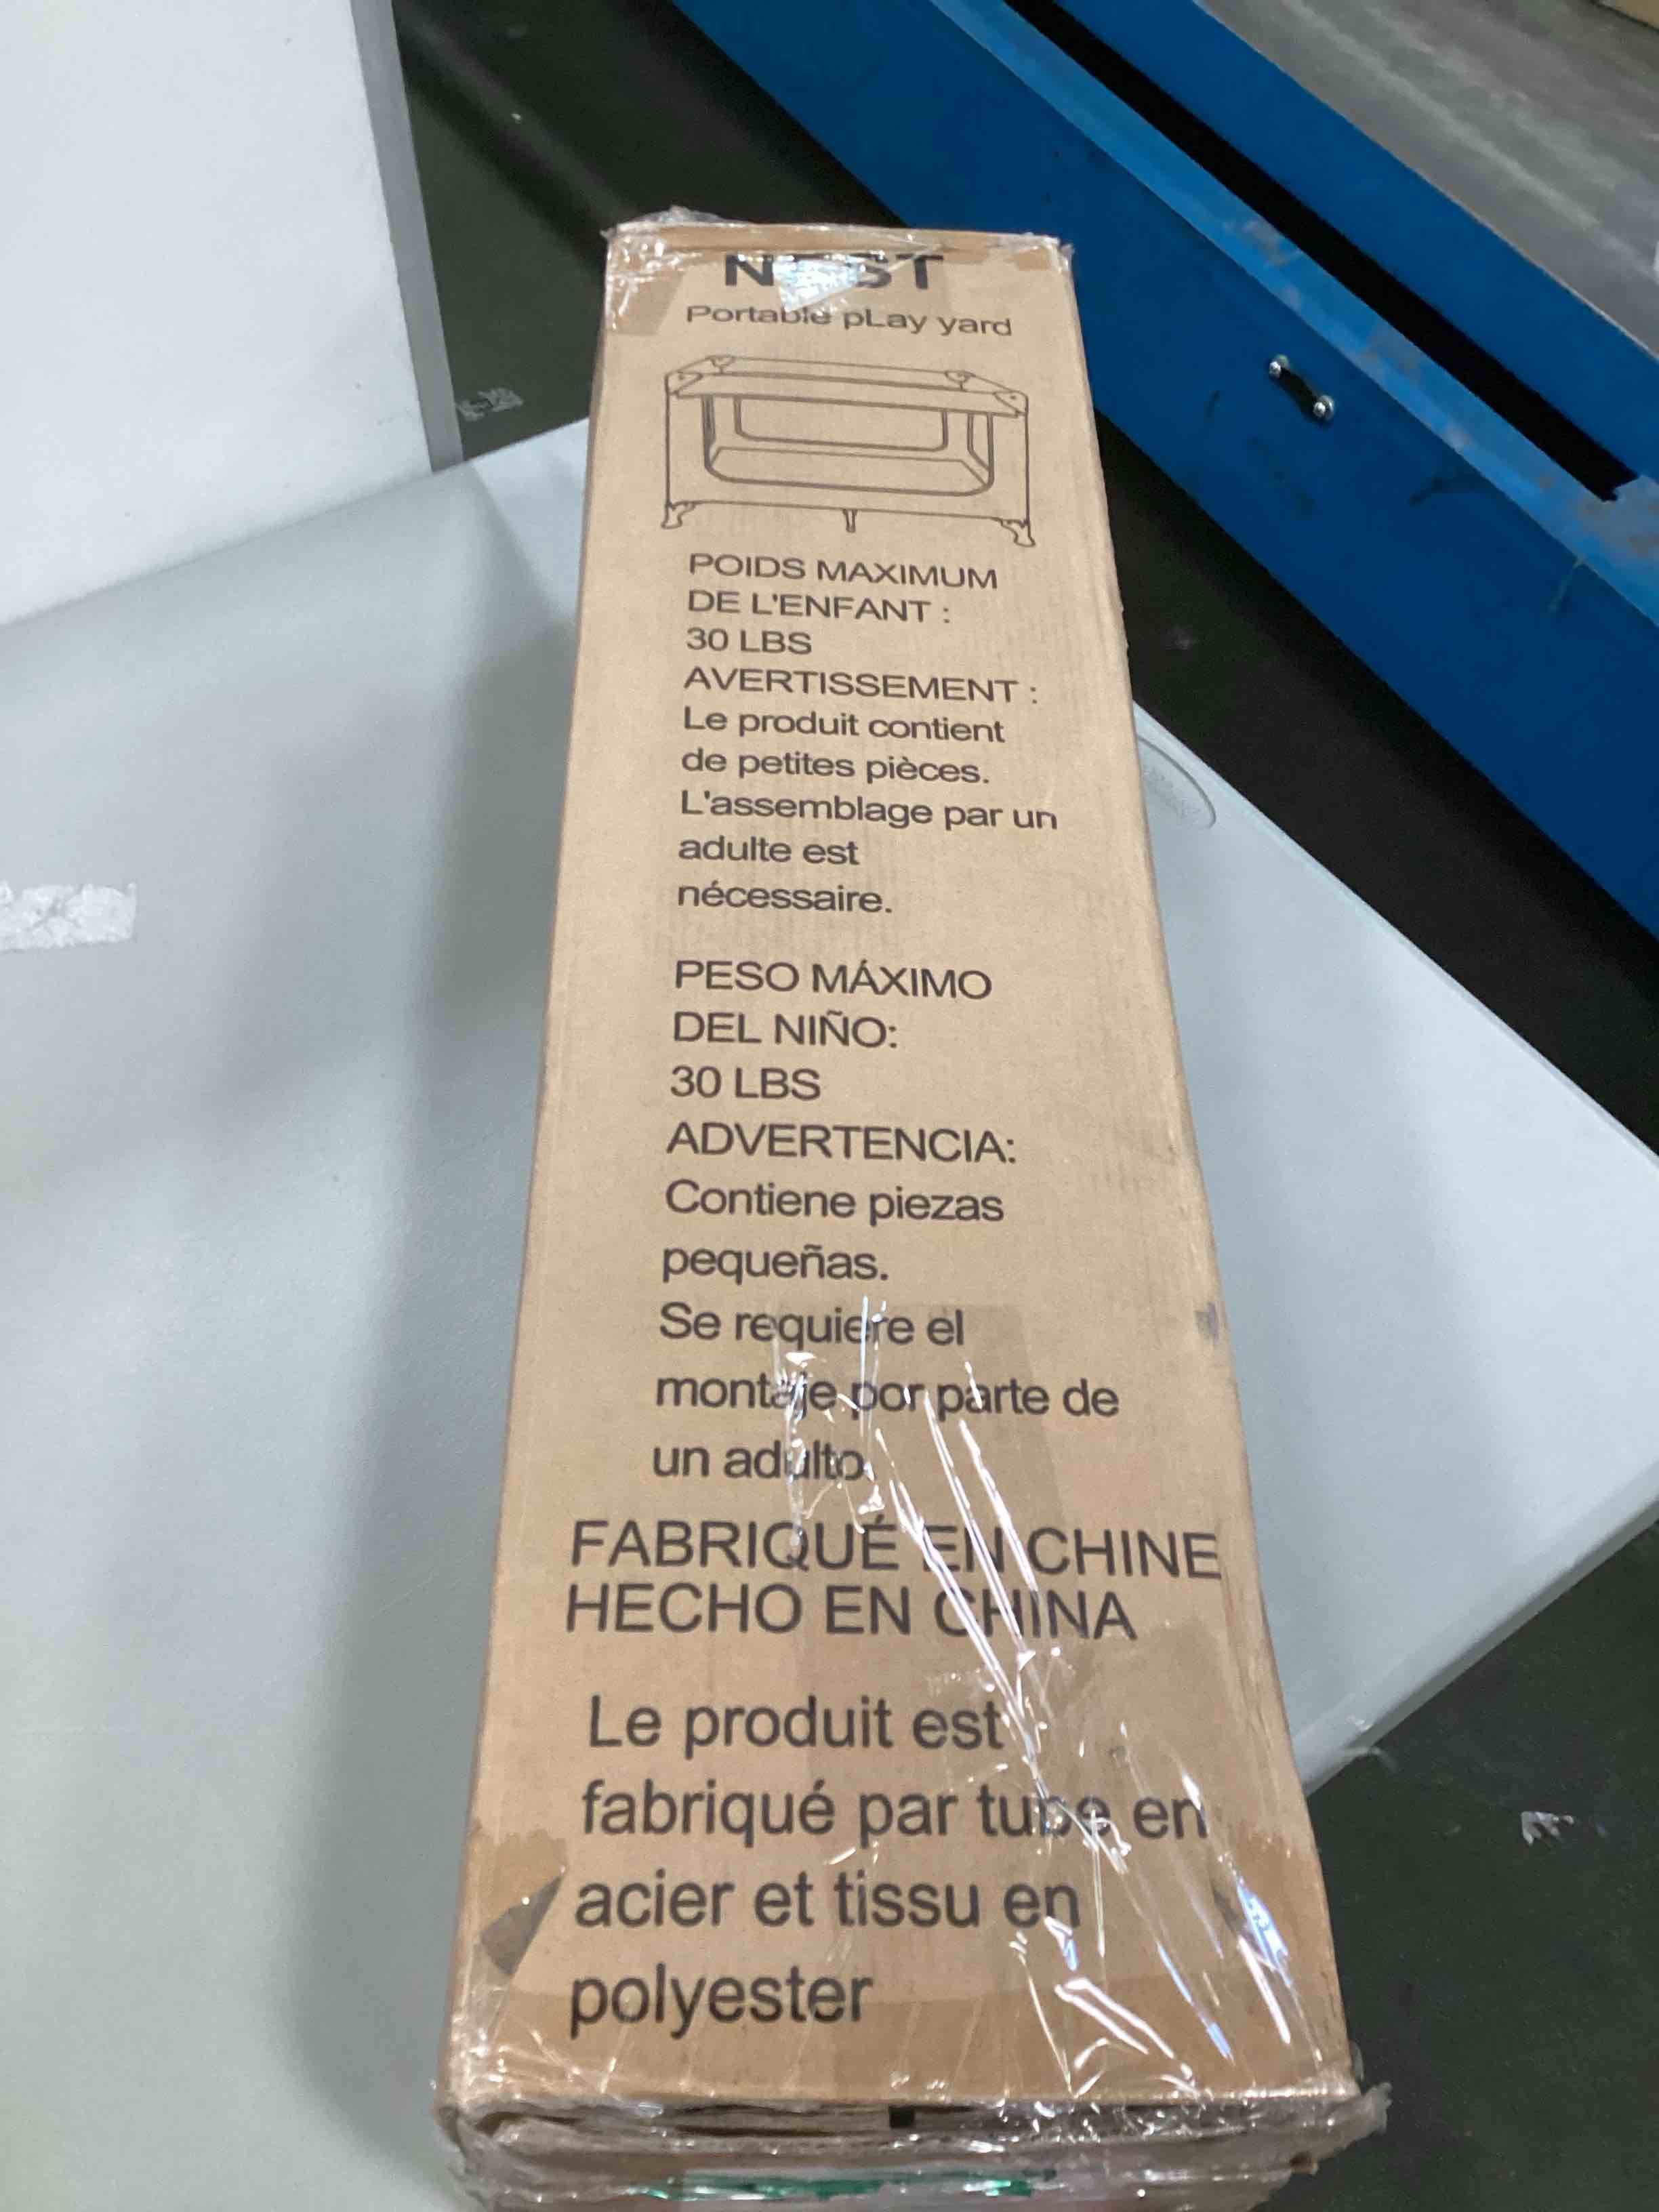 Portable pLay yard
POIDS MAXIMUM
DE L'ENFANT :
30 LBS
AVERTISSEMENT :
Le produit contient
de petites pièces.
L'assemblage par un
adulte est
nécessaire.
PESO MÁXIMO
DEL NIÑO:
30 LBS
ADVERTENCIA:
Contiene piezas
pequeñas.
Se requiere el
montaje por parte de
un adulto.
FABRIQUÉ EN CHINE
HECHO EN CHINA
Le produit est
fabriqué par tube en
acier et tissu en
polyester